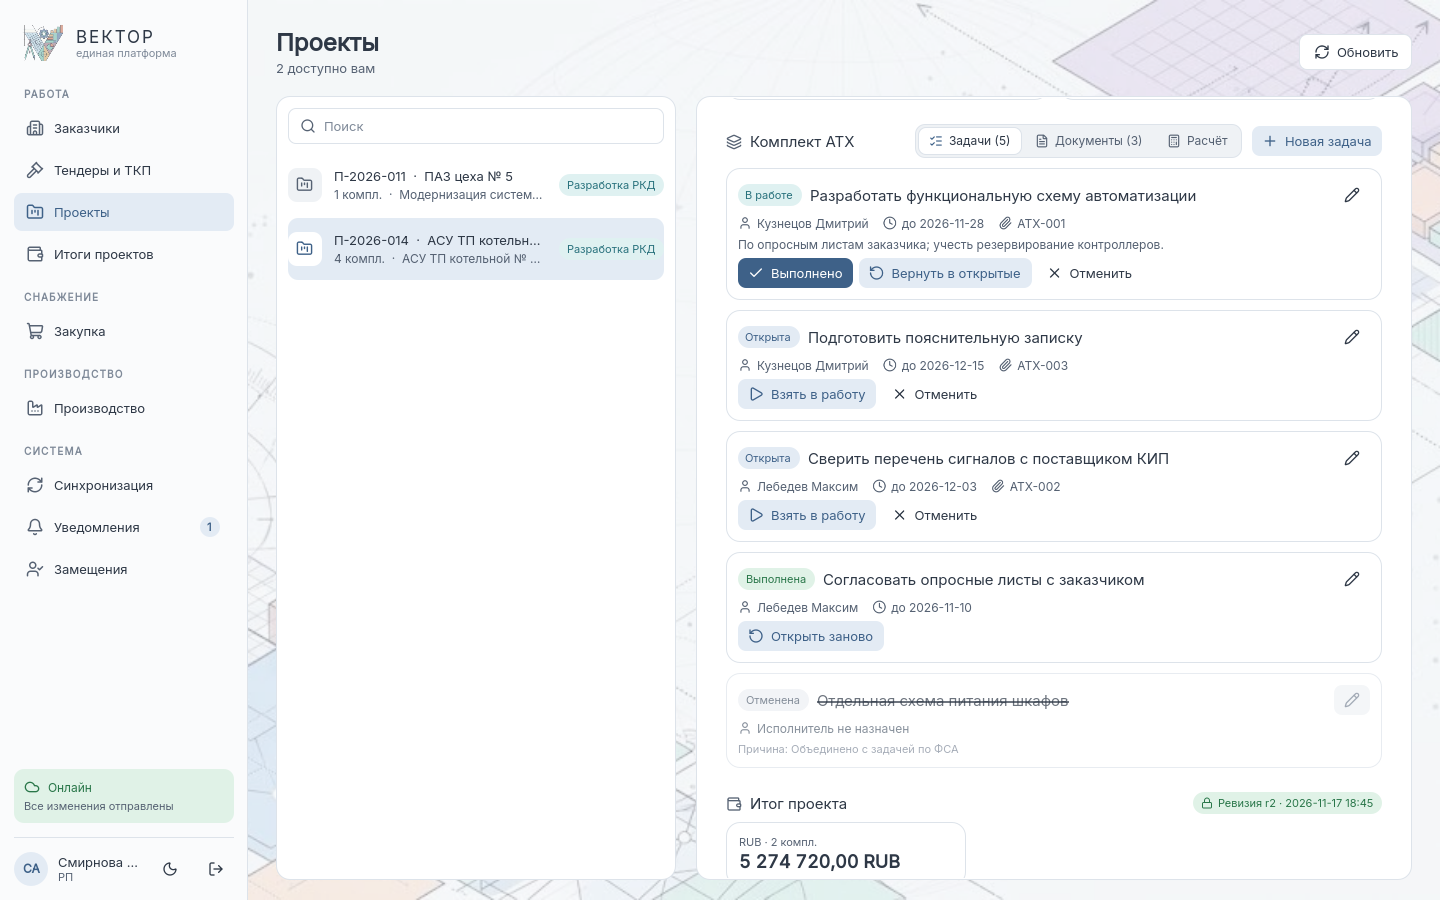 ВЕКТОР
единая платформа
РАБОТА
Заказчики
Тендеры и ТКП
Проекты
Итоги проектов
СНАБЖЕНИЕ
Закупка
ПРОИЗВОДСТВО
Производство
СИСТЕМА
Синхронизация
Уведомления 1
Замещения
Онлайн
Все изменения отправлены
СА
Смирнова ...
РП
Проекты
2 доступно вам
Обновить
Поиск
П-2026-011 · ПАЗ цеха № 5
1 компл. · Модернизация систем...
Разработка РКД
П-2026-014 · АСУ ТП котельн...
4 компл. · АСУ ТП котельной № ...
Разработка РКД
Комплект АТХ
Задачи (5)
Документы (3)
Расчёт
Новая задача
В работе Разработать функциональную схему автоматизации
Кузнецов Дмитрий до 2026-11-28 АТХ-001
По опросным листам заказчика; учесть резервирование контроллеров.
Выполнено Вернуть в открытые Отменить
Открыта Подготовить пояснительную записку
Кузнецов Дмитрий до 2026-12-15 АТХ-003
Взять в работу Отменить
Открыта Сверить перечень сигналов с поставщиком КИП
Лебедев Максим до 2026-12-03 АТХ-002
Взять в работу Отменить
Выполнена Согласовать опросные листы с заказчиком
Лебедев Максим до 2026-11-10
Открыть заново
Отменена Отдельная схема питания шкафов
Исполнитель не назначен
Причина: Объединено с задачей по ФСА
Итог проекта
Ревизия r2 · 2026-11-17 18:45
RUB · 2 компл.
5 274 720,00 RUB